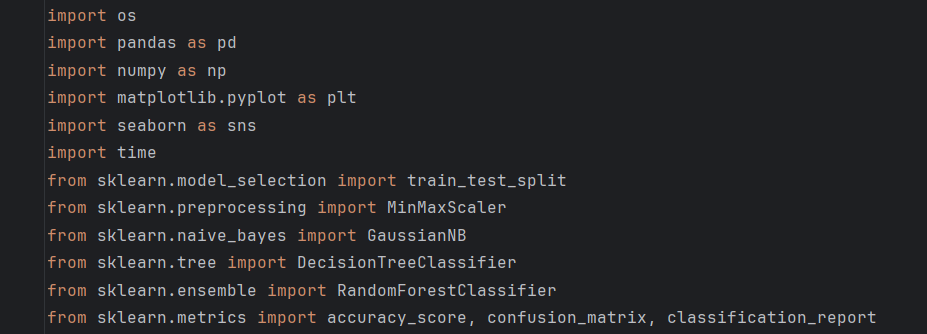 import os
import pandas as pd
import numpy as np
import matplotlib.pyplot as plt
import seaborn as sns
import time
from sklearn.model_selection import train_test_split
from sklearn.preprocessing import MinMaxScaler
from sklearn.naive_bayes import GaussianNB
from sklearn.tree import DecisionTreeClassifier
from sklearn.ensemble import RandomForestClassifier
from sklearn.metrics import accuracy_score, confusion_matrix, classification_report